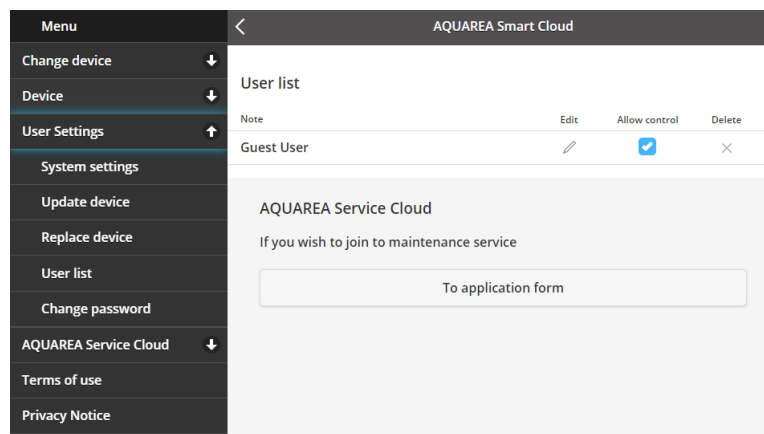 Menu
AQUAREA Smart Cloud
Change device
Device
User Settings
System settings
Update device
Replace device
User list
Change password
AQUAREA Service Cloud
Terms of use
Privacy Notice
User list
Note Edit Allow control Delete
Guest User
AQUAREA Service Cloud
If you wish to join to maintenance service
To application form